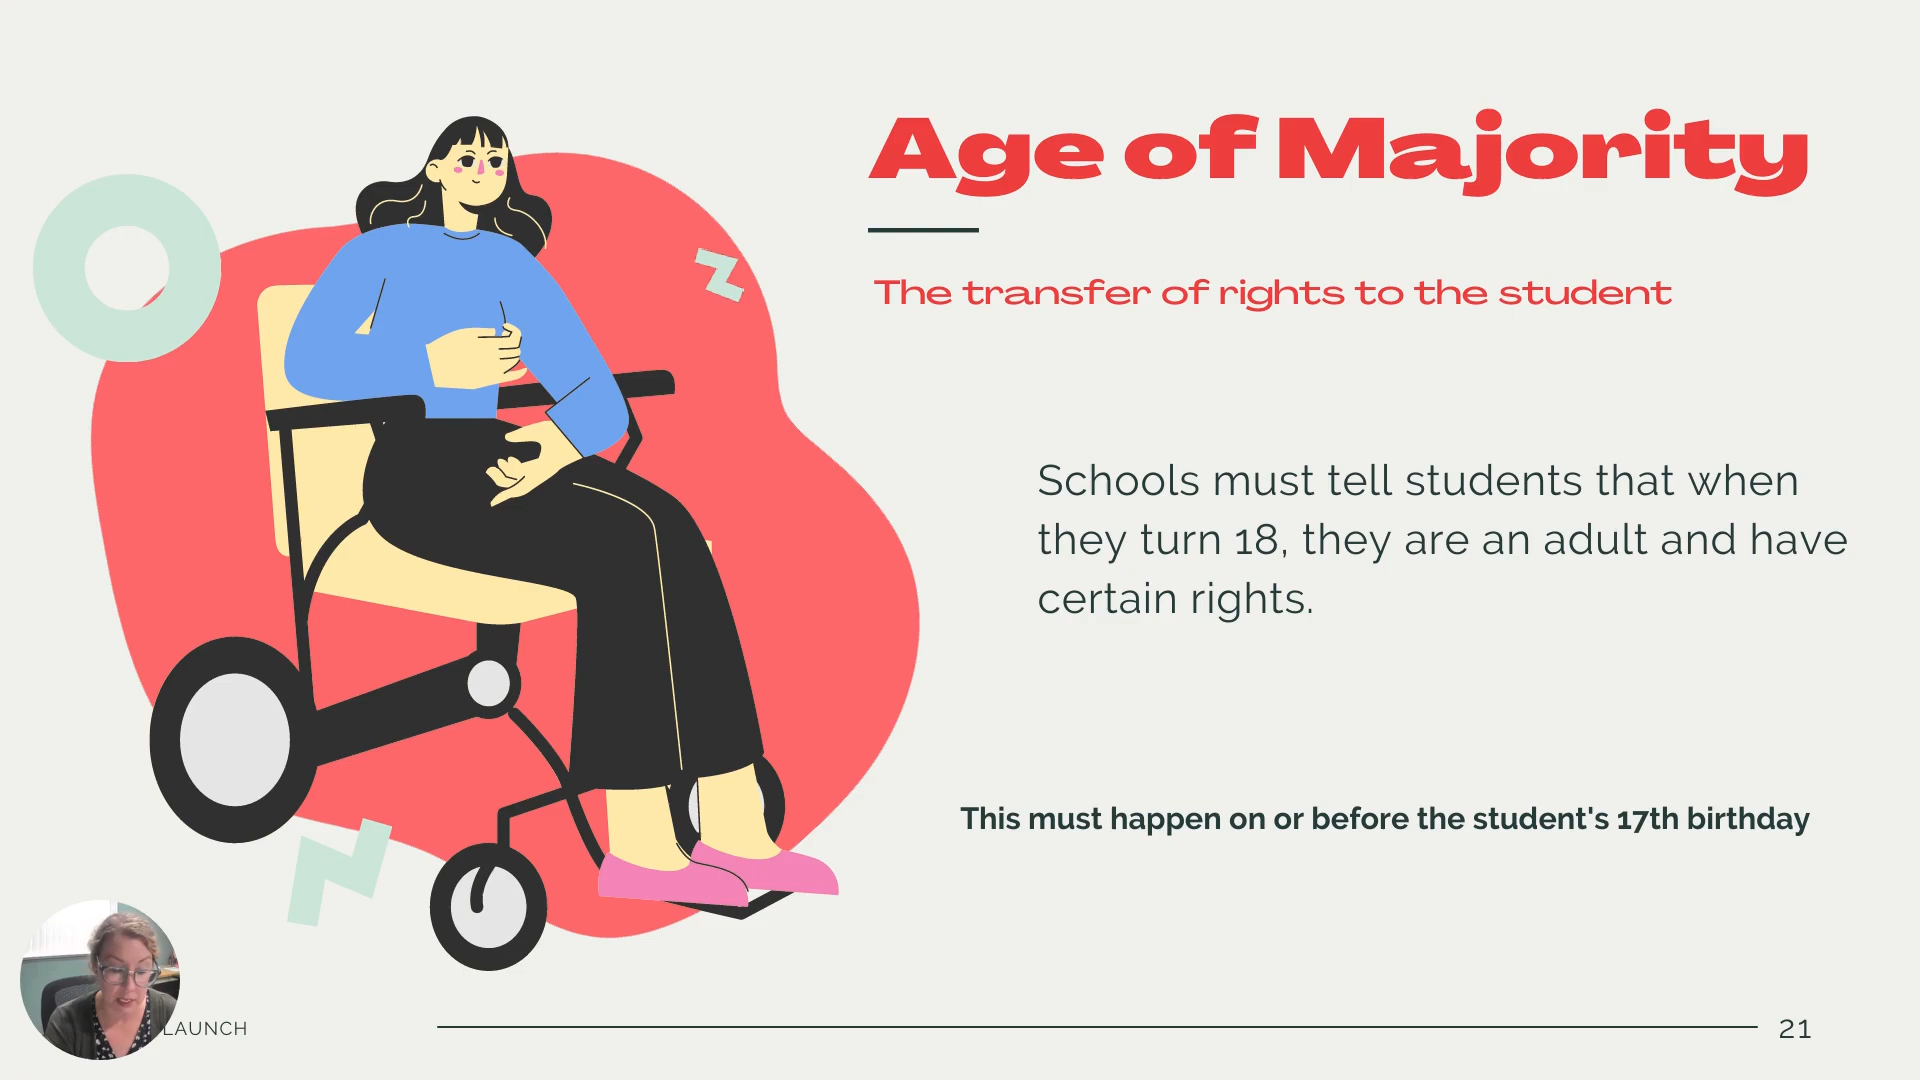 Age of Majority
The transfer of rights to the student
Schools must tell students that when
they turn 18, they are an adult and have
certain rights.
This must happen on or before the student's 17th birthday
LAUNCH
21